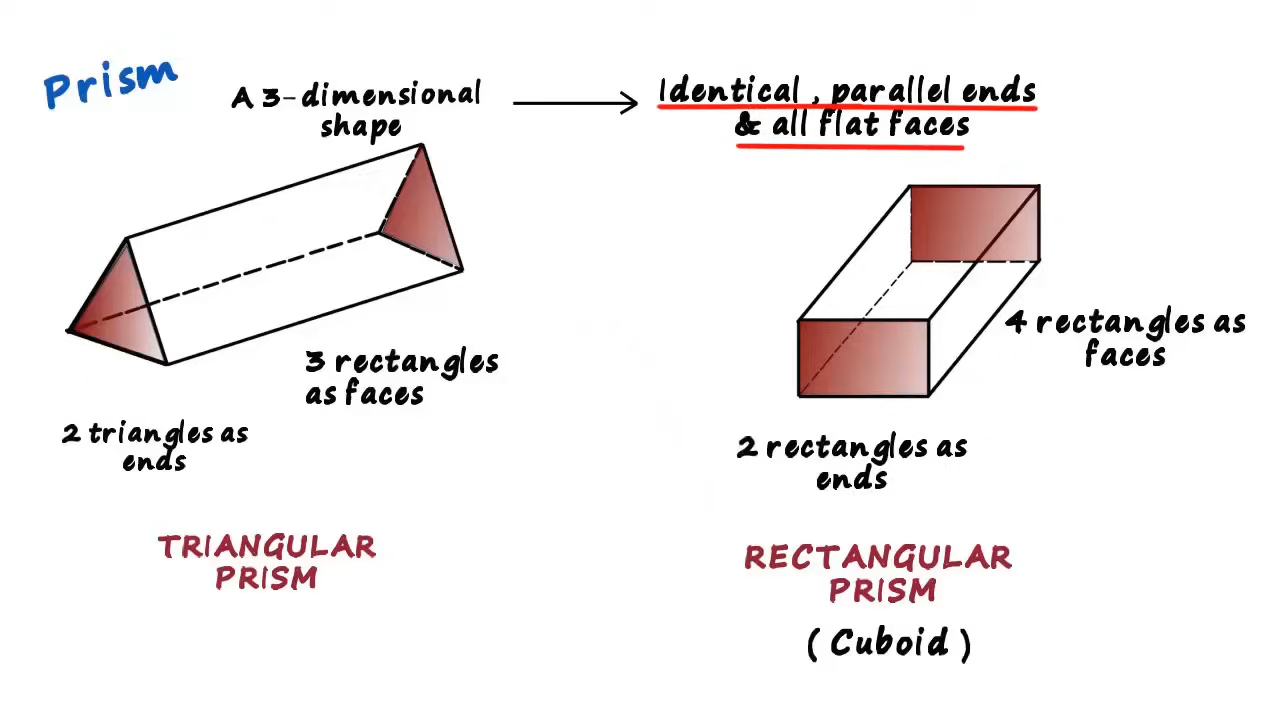 Prism
A 3-dimensional
shape
Identical, parallel ends
& all flat faces
3 rectangles
as faces
2 triangles as
ends
TRIANGULAR
PRISM
4 rectangles as
faces
2 rectangles as
ends
RECTANGULAR
PRISM
(Cuboid)